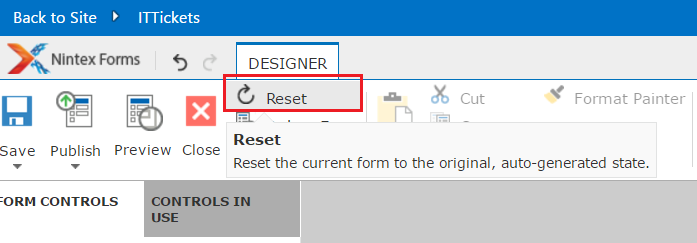 Back to Site
ITTickets
Nintex Forms
DESIGNER
Reset
Cut
Format Painter
Save
Publish
Preview
Close
Reset
Reset the current form to the original, auto-generated state.
FORM CONTROLS
CONTROLS IN
USE